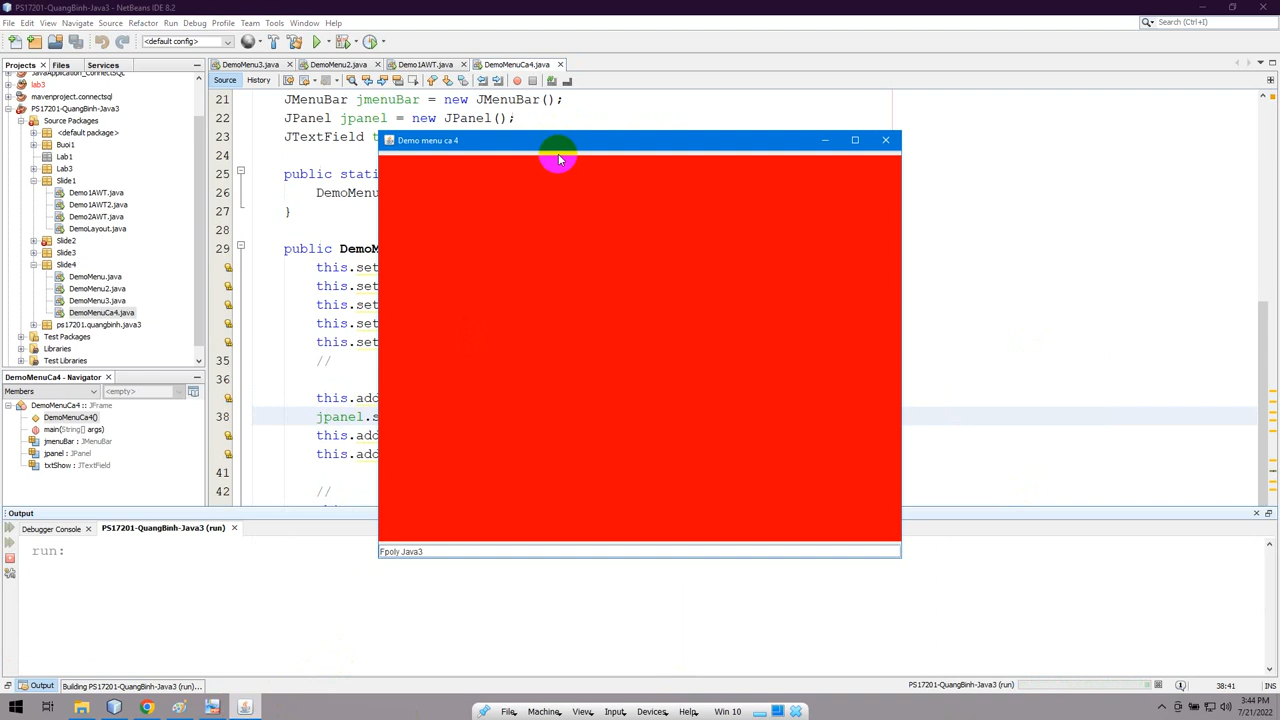 PS17201-QuangBinh-Java3 - NetBeans IDE 8.2
File Edit View Navigate Source Refactor Run Debug Profile Team Tools Window Help
Search (Ctrl+I)
<default config>
Projects Files Services
DemoMenu3.java DemoMenu2.java Demo1AWT.java DemoMenuCa4.java
Source History
JavaApplication_ConnectSQL
lab3
mavenproject.connectsql
PS17201-QuangBinh-Java3
Source Packages
<default package>
Buoi1
Lab1
Lab3
Slide1
Demo1AWT.java
Demo1AWT2.java
Demo2AWT.java
DemoLayout.java
Slide2
Slide3
Slide4
DemoMenu.java
DemoMenu2.java
DemoMenu3.java
DemoMenuCa4.java
ps17201.quangbinh.java3
Test Packages
Libraries
Test Libraries
21 JMenuBar jmenuBar = new JMenuBar();
22 JPanel jpanel = new JPanel();
23 JTextField t
24
25 public stati
26 DemoMenu
27 }
28
29 public DemoM
this.set
this.set
this.set
this.set
this.set
35 //
36
this.add
38 jpanel.s
this.add
this.add
41
42 //
Demo menu ca 4
Fpoly Java3
DemoMenuCa4 - Navigator
Members <empty>
DemoMenuCa4 :: JFrame
DemoMenuCa4()
main(String[] args)
jmenuBar : JMenuBar
jpanel : JPanel
txtShow : JTextField
Output
Debugger Console PS17201-QuangBinh-Java3 (run)
run:
Output Building PS17201-QuangBinh-Java3 (run)...
PS17201-QuangBinh-Java3 (run) 38:41 INS
File Machine View Input Devices Help Win 10
3:44 PM
7/21/2022